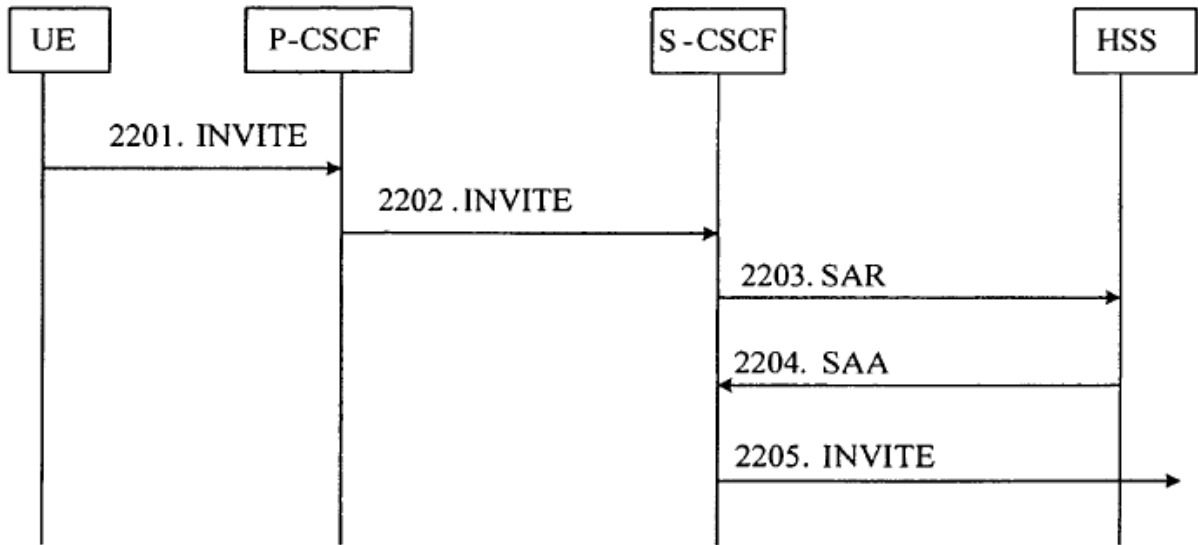 UE P-CSCF S-CSCF HSS
2201. INVITE
2202 .INVITE
2203. SAR
2204. SAA
2205. INVITE